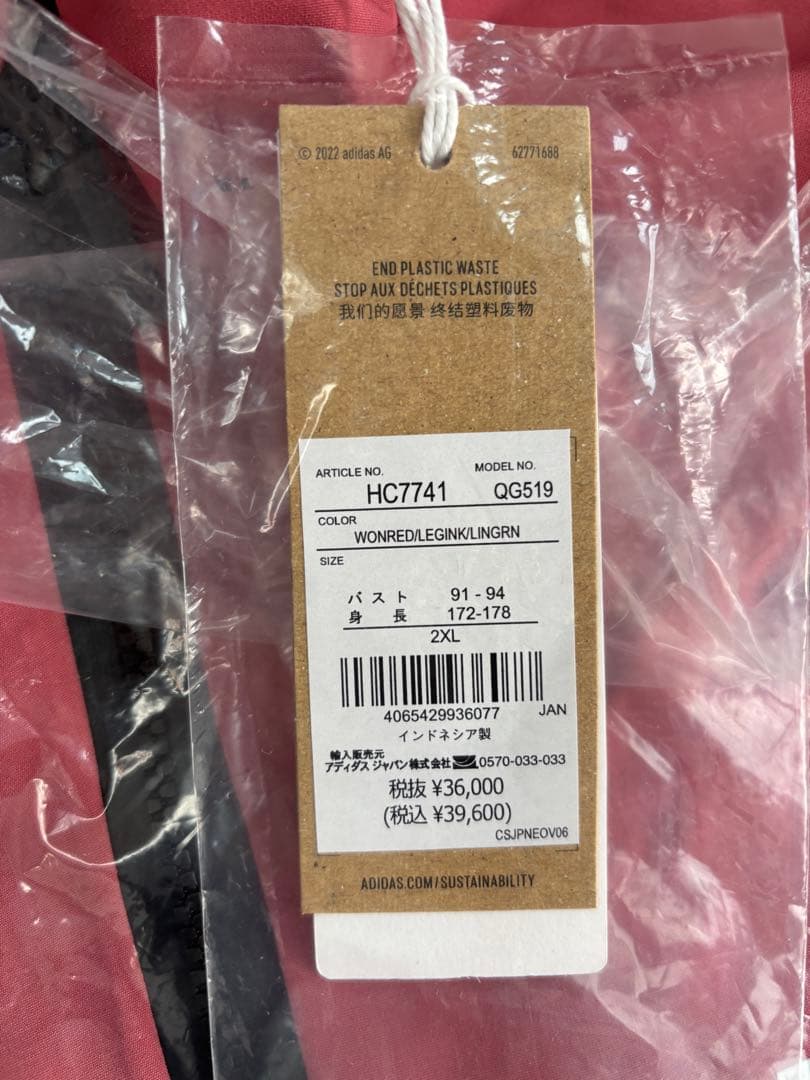 © 2022 adidas AG 62771688
END PLASTIC WASTE
STOP AUX DÉCHETS PLASTIQUES
我们的愿景 终结塑料废物
ARTICLE NO. MODEL NO.
HC7741 QG519
COLOR
WONRED/LEGINK/LINGRN
SIZE
バスト 91 - 94
身長 172-178
2XL
4065429936077 JAN
インドネシア製
輸入販売元
アディダス ジャパン株式会社 0570-033-033
税抜 ¥36,000
(税込 ¥39,600)
CSJPNEOV06
ADIDAS.COM/SUSTAINABILITY